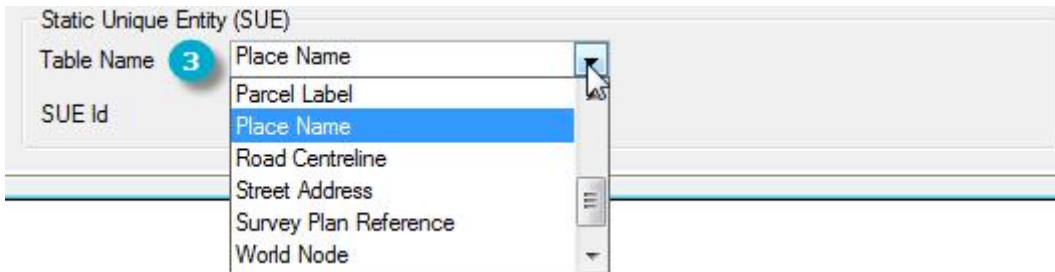 Static Unique Entity (SUE)
Table Name 3 Place Name
Parcel Label
SUE Id
Place Name
Road Centreline
Street Address
Survey Plan Reference
World Node